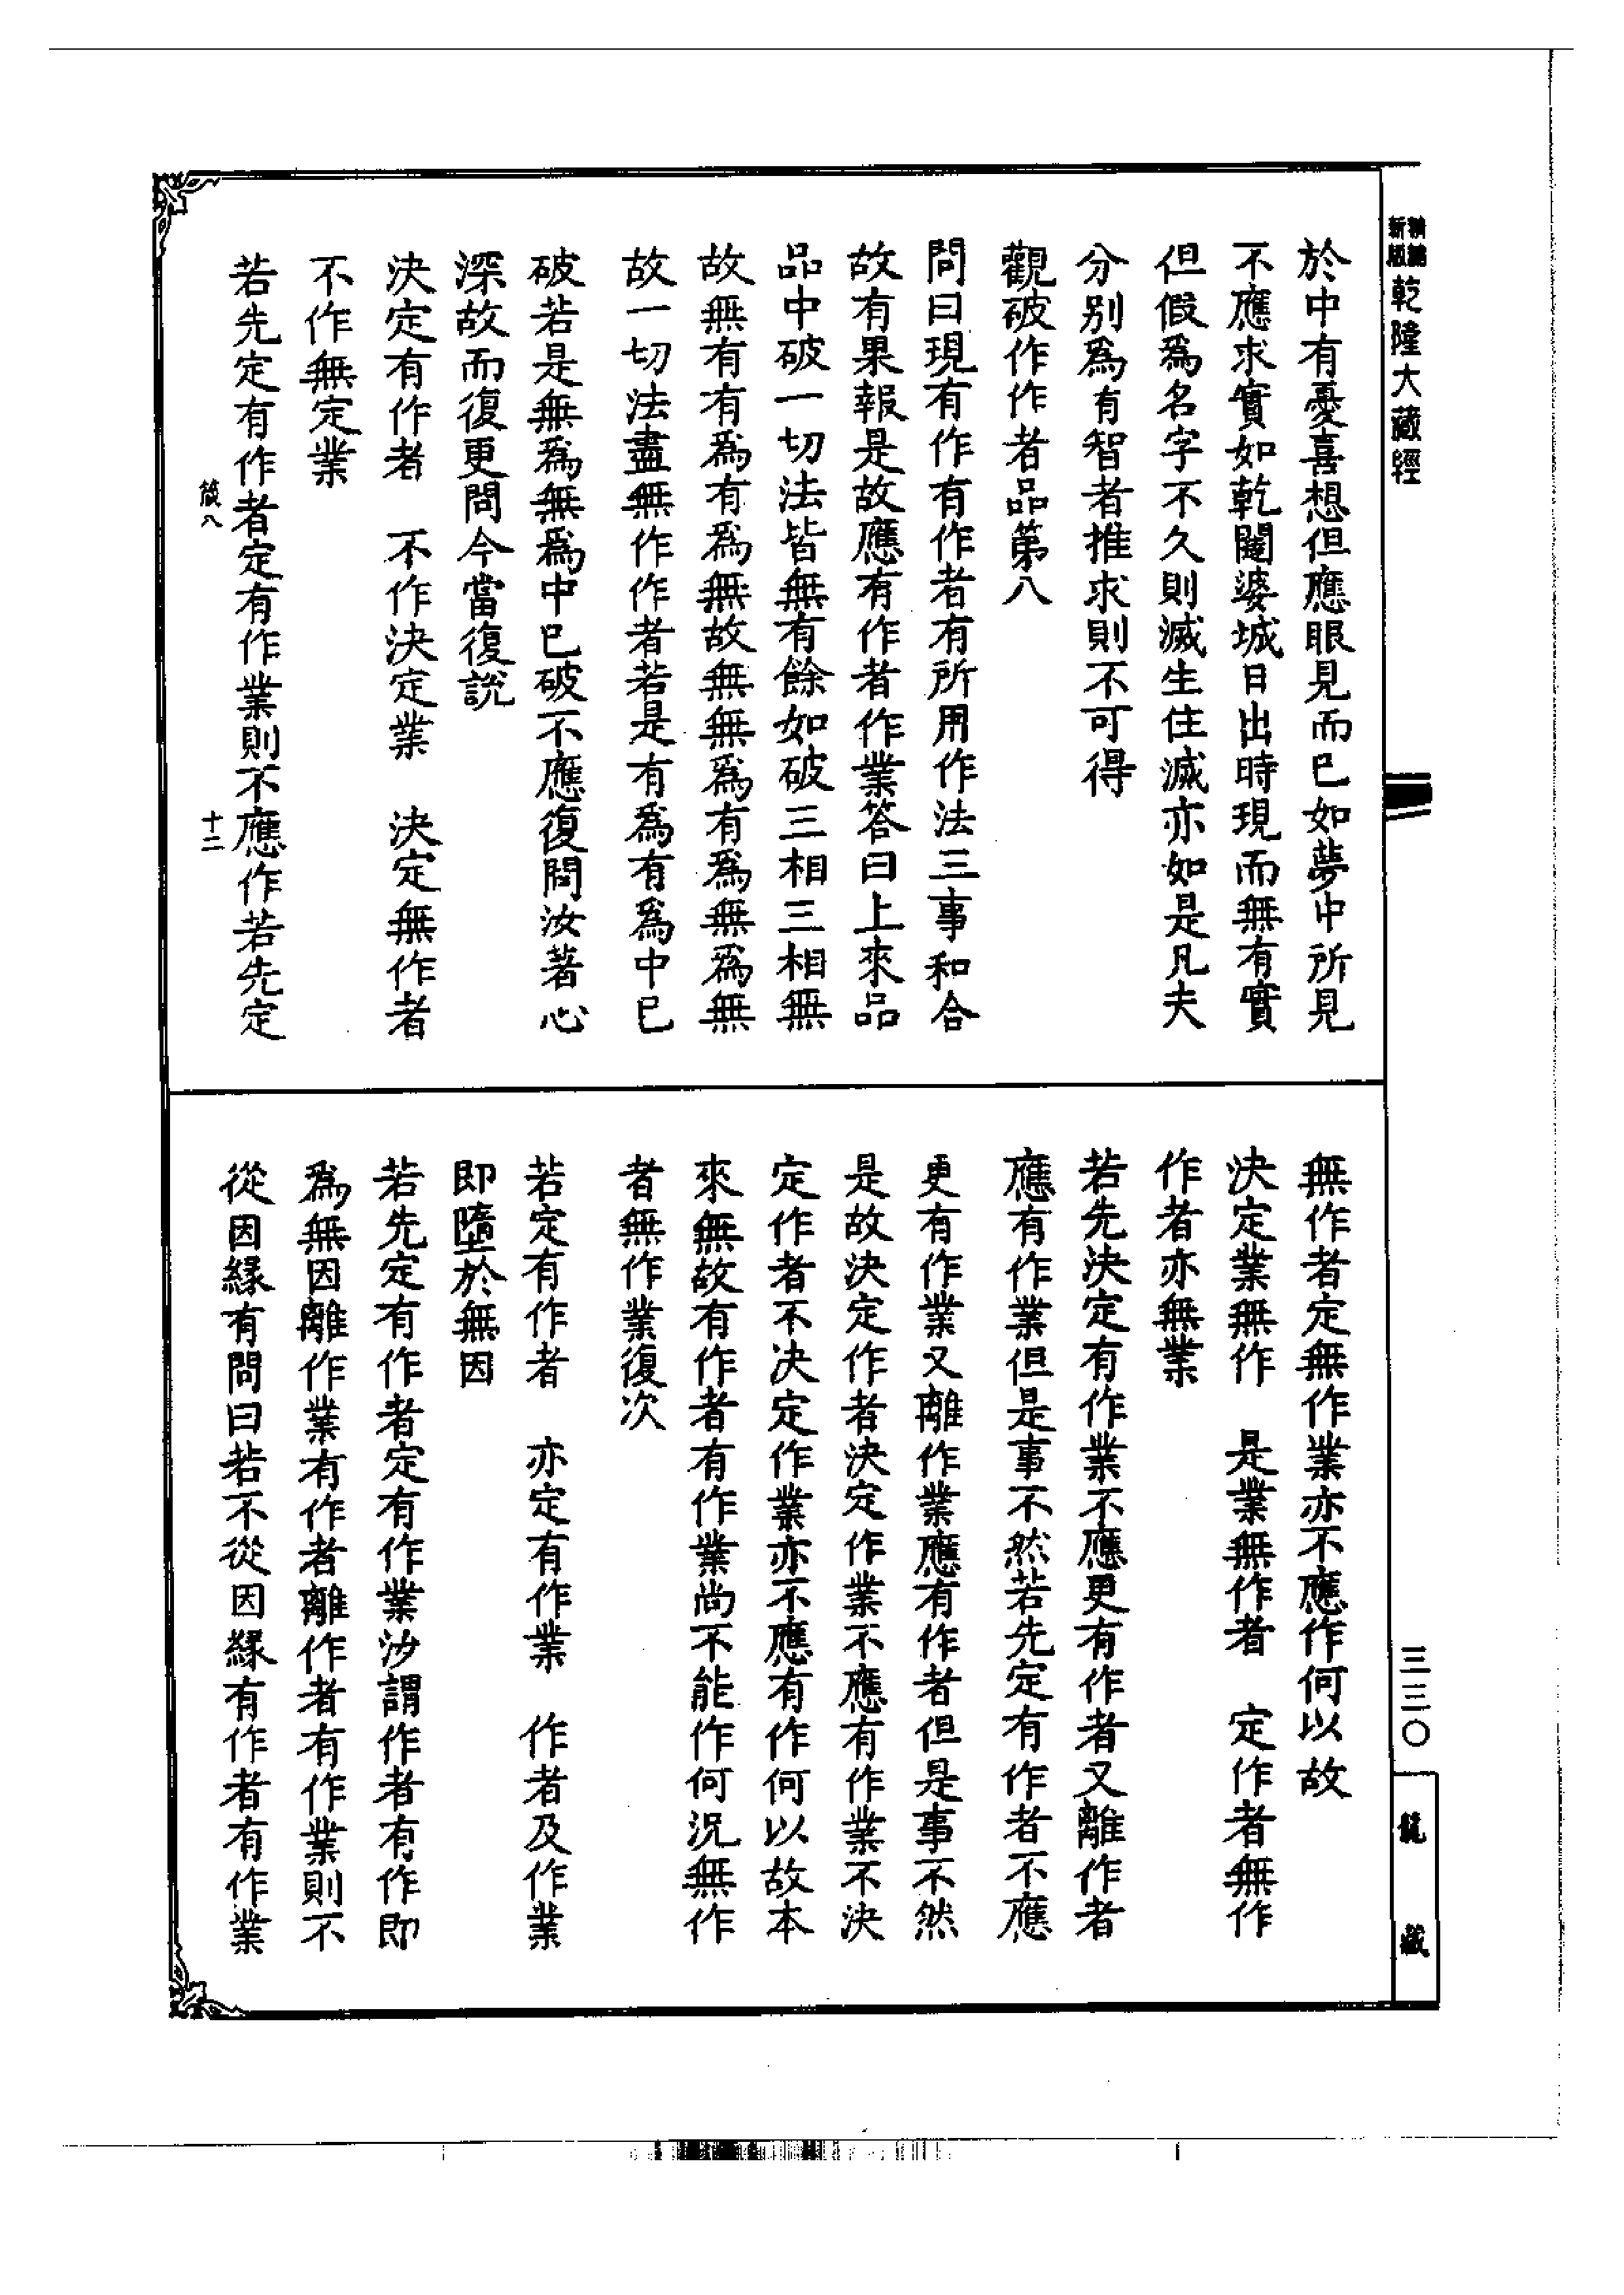 新編
新版
乾隆大藏經
於中有憂喜想但應眼見而已如夢中所見
不應求實如乾闥婆城日出時現而無有實
但假爲名字不久則滅生住滅亦如是凡夫
分别爲有智者推求則不可得
觀破作作者品第八
問曰現有作有作者有所用作法三事和合
故有果報是故應有作者作業答曰上來品
品中破一切法皆無有餘如破三相三相無
故無有有爲有爲無故無無爲有爲無爲無
故一切法盡無作作者若是有爲有爲中已
破若是無爲無爲中已破不應復問汝著心
深故而復更問今當復說
決定有作者　不作決定業　決定無作者
不作無定業
若先定有作者定有作業則不應作若先定
八
十二
無作者定無作業亦不應作何以故
決定業無作　是業無作者　定作者無作
作者亦無業
若先決定有作業不應更有作者又離作者
應有作業但是事不然若先定有作者不應
更有作業又離作業應有作者但是事不然
是故決定作者決定作業不應有作業不決
定作者不決定作業亦不應有作何以故本
來無故有作者有作業尚不能作何況無作
者無作業復次
若定有作者　亦定有作業　作者及作業
即墮於無因
若先定有作者定有作業汐謂作者有作即
爲無因離作業有作者離作者有作業則不
從因緣有問曰若不從因緣有作者有作業
三三〇
龍藏